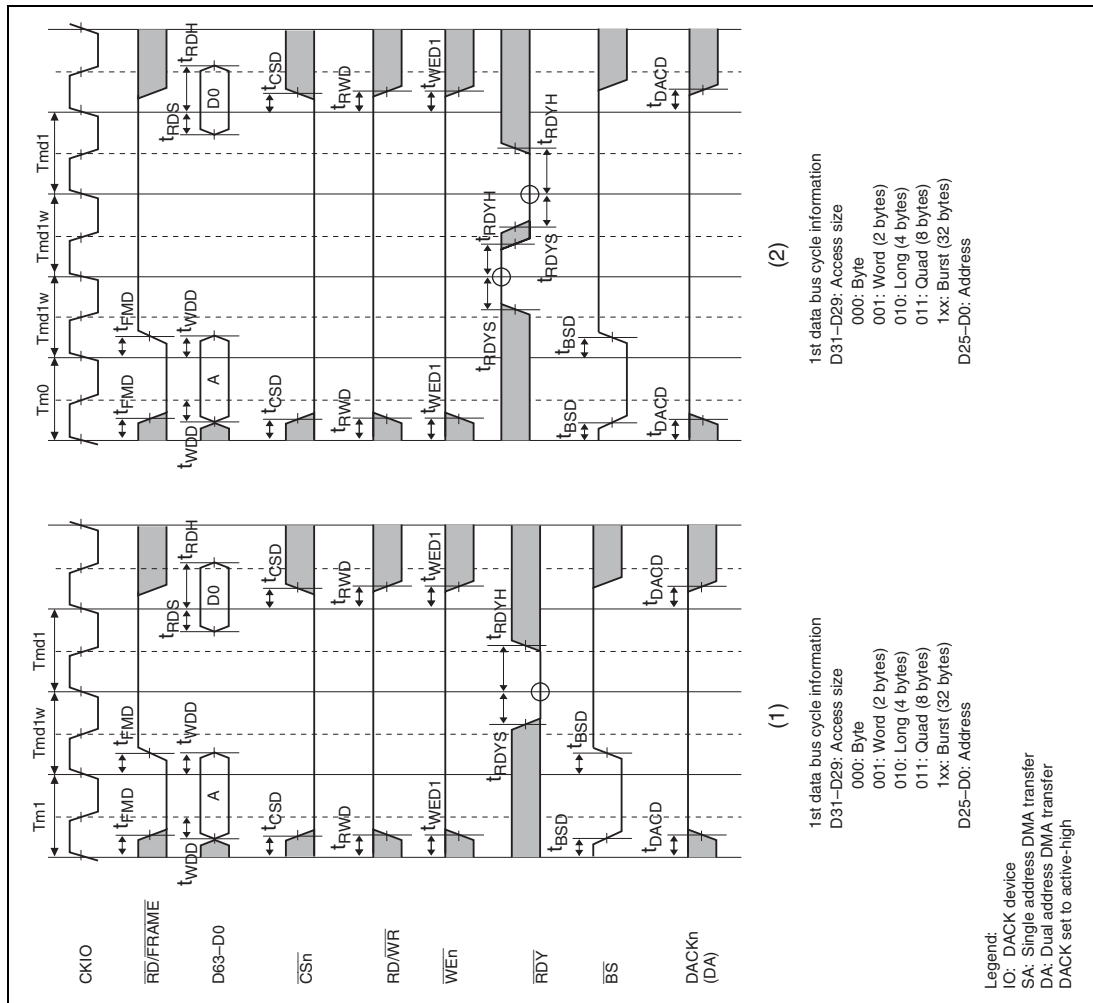 Tm1 Tmd1w Tmd1
Tm0 Tmd1w Tmd1w Tmd1
CKIO
tFMD tFMD
tFMD tFMD
RD/FRAME
tWDD tWDD tRDS tRDH
tWDD tWDD tRDS tRDH
D63–D0
A D0
A D0
tCSD tCSD
tCSD tCSD
CSn
tRWD tRWD
tRWD tRWD
RD/WR
tWED1 tWED1
tWED1 tWED1
WEn
tRDYS tRDYH
tRDYS tRDYH tRDYS tRDYH
RDY
tBSD tBSD
tBSD tBSD
BS
tDACD tDACD
tDACD tDACD
DACKn
(DA)
(1)
1st data bus cycle information
D31–D29: Access size
000: Byte
001: Word (2 bytes)
010: Long (4 bytes)
011: Quad (8 bytes)
1xx: Burst (32 bytes)
D25–D0: Address
(2)
1st data bus cycle information
D31–D29: Access size
000: Byte
001: Word (2 bytes)
010: Long (4 bytes)
011: Quad (8 bytes)
1xx: Burst (32 bytes)
D25–D0: Address
Legend:
IO: DACK device
SA: Single address DMA transfer
DA: Dual address DMA transfer
DACK set to active-high